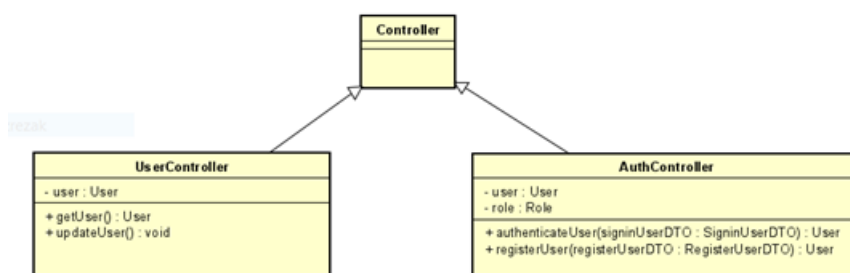 Controller
rezak
UserController
- user : User
+ getUser() : User
+ updateUser() : void
AuthController
- user : User
- role : Role
+ authenticateUser(signinUserDTO : SigninUserDTO) : User
+ registerUser(registerUserDTO : RegisterUserDTO) : User